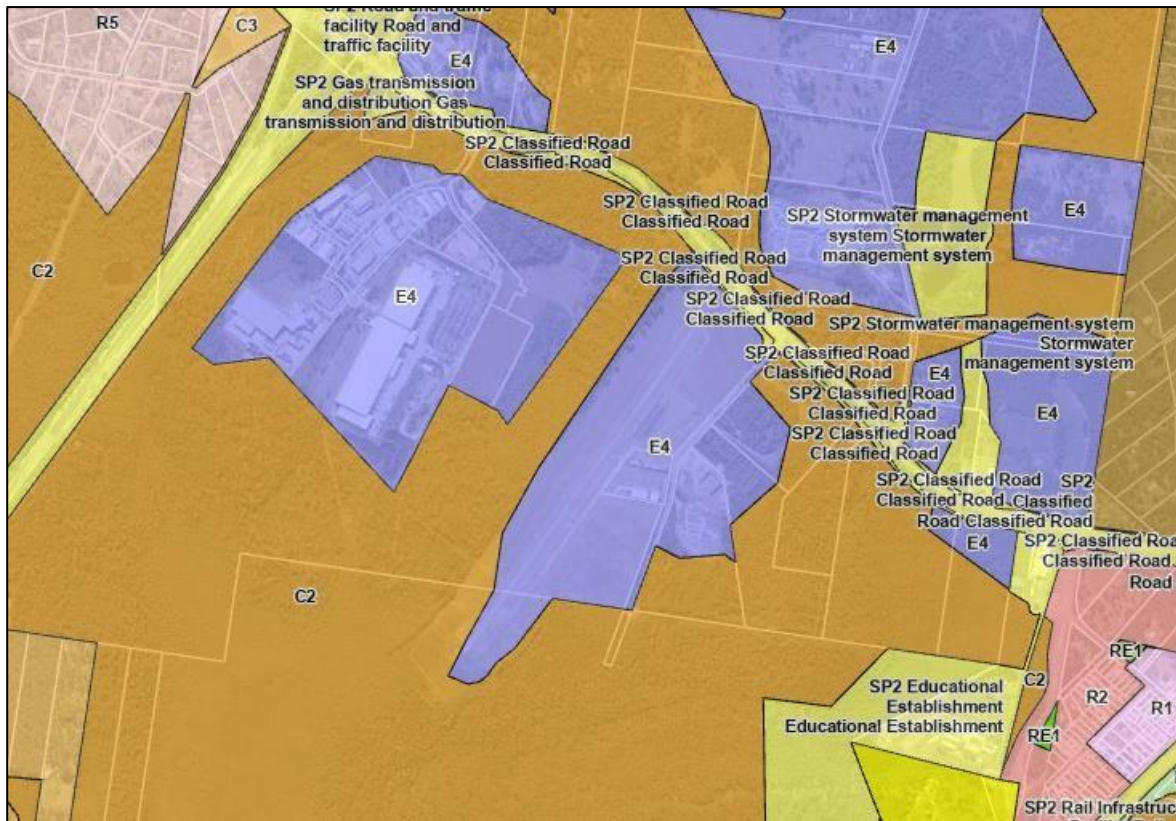 R5
C3
SP2 Road and traffic
facility Road and
traffic facility
E4
E4
SP2 Gas transmission
and distribution Gas
transmission and distribution
SP2 Classified Road
Classified Road
SP2 Classified Road
Classified Road
E4
SP2 Stormwater management
system Stormwater
management system
C2
SP2 Classified Road
Classified Road
E4
SP2 Classified Road
Classified Road
SP2 Stormwater management system
Stormwater
management system
SP2 Classified Road
Classified Road
E4
SP2 Classified Road
Classified Road
E4
SP2 Classified Road
Classified Road
E4
SP2 Classified Road
Classified Road
SP2
Classified
Road Classified Road
E4
SP2 Classified Roa
Classified Road
Road
C2
RE1
C2
SP2 Educational
Establishment
Educational Establishment
R2
R1
RE1
SP2 Rail Infrastruc